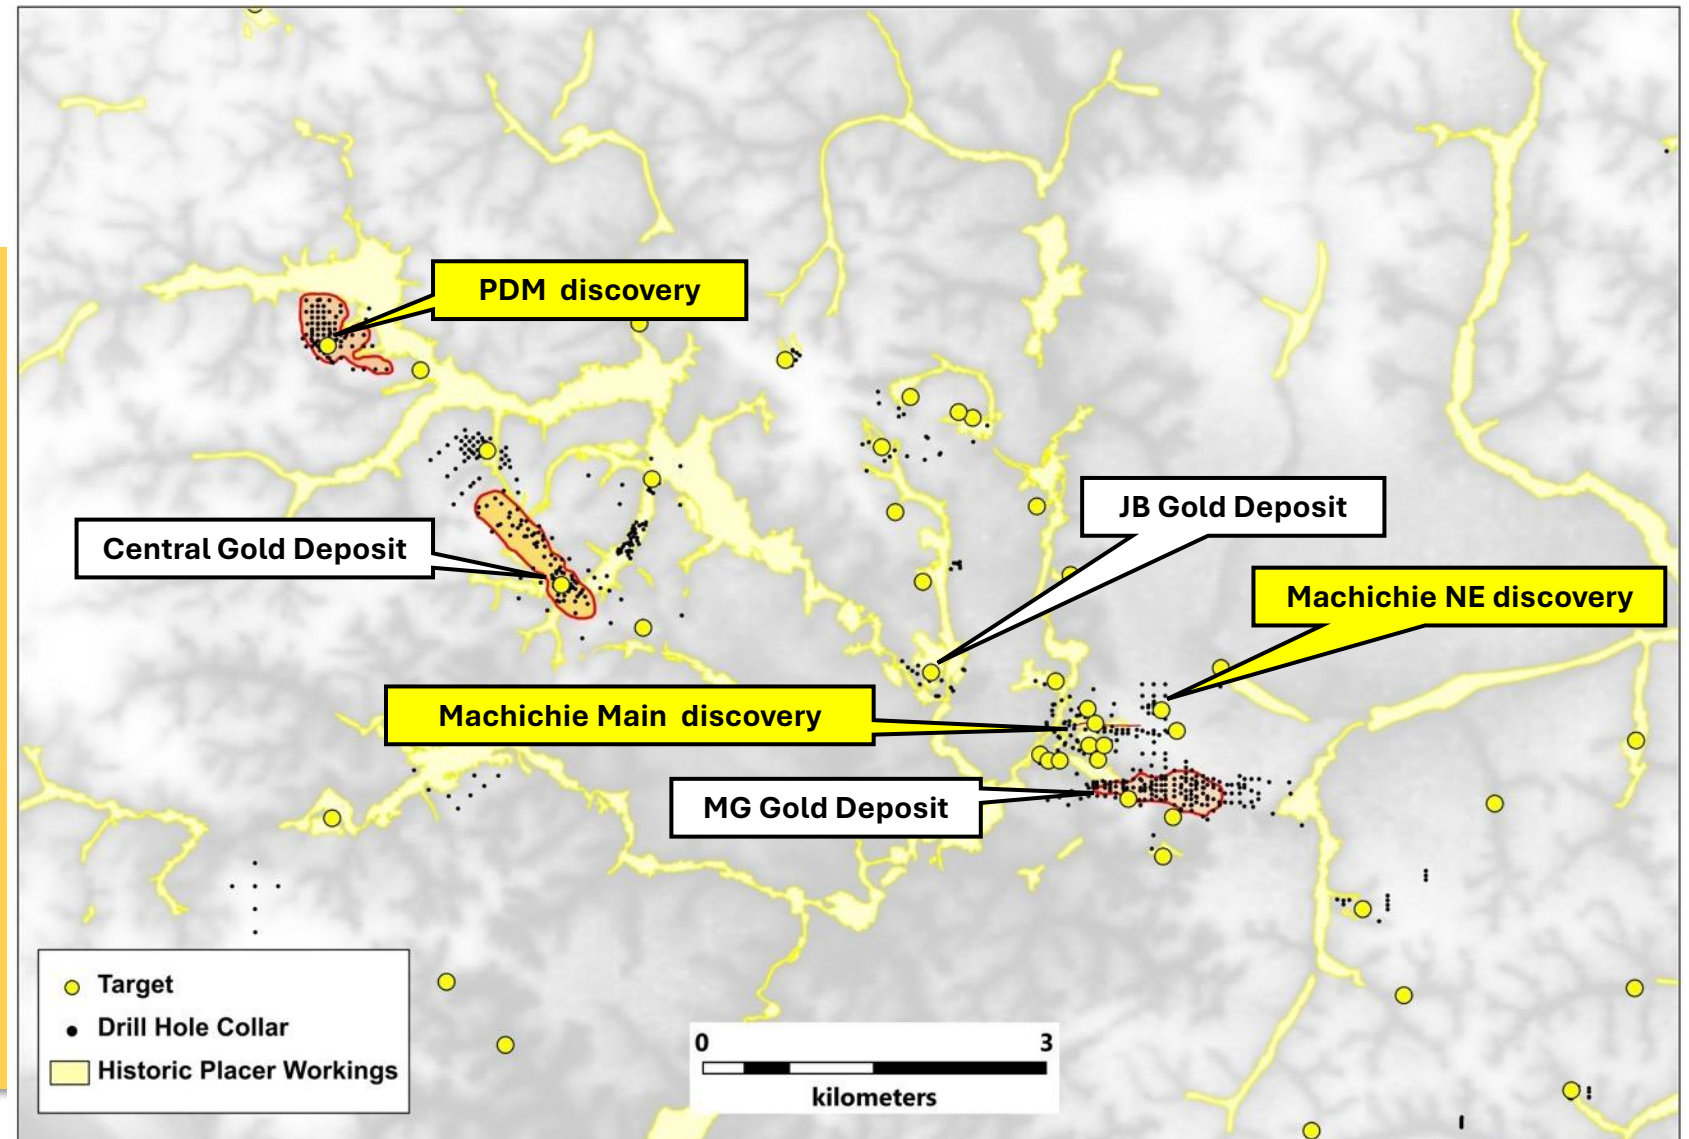 PDM  discovery
JB Gold Deposit
Central Gold Deposit
Machichie NE discovery
Machichie Main  discovery
MG Gold Deposit
Target
Drill Hole Collar
Historic Placer Workings
0 3
kilometers